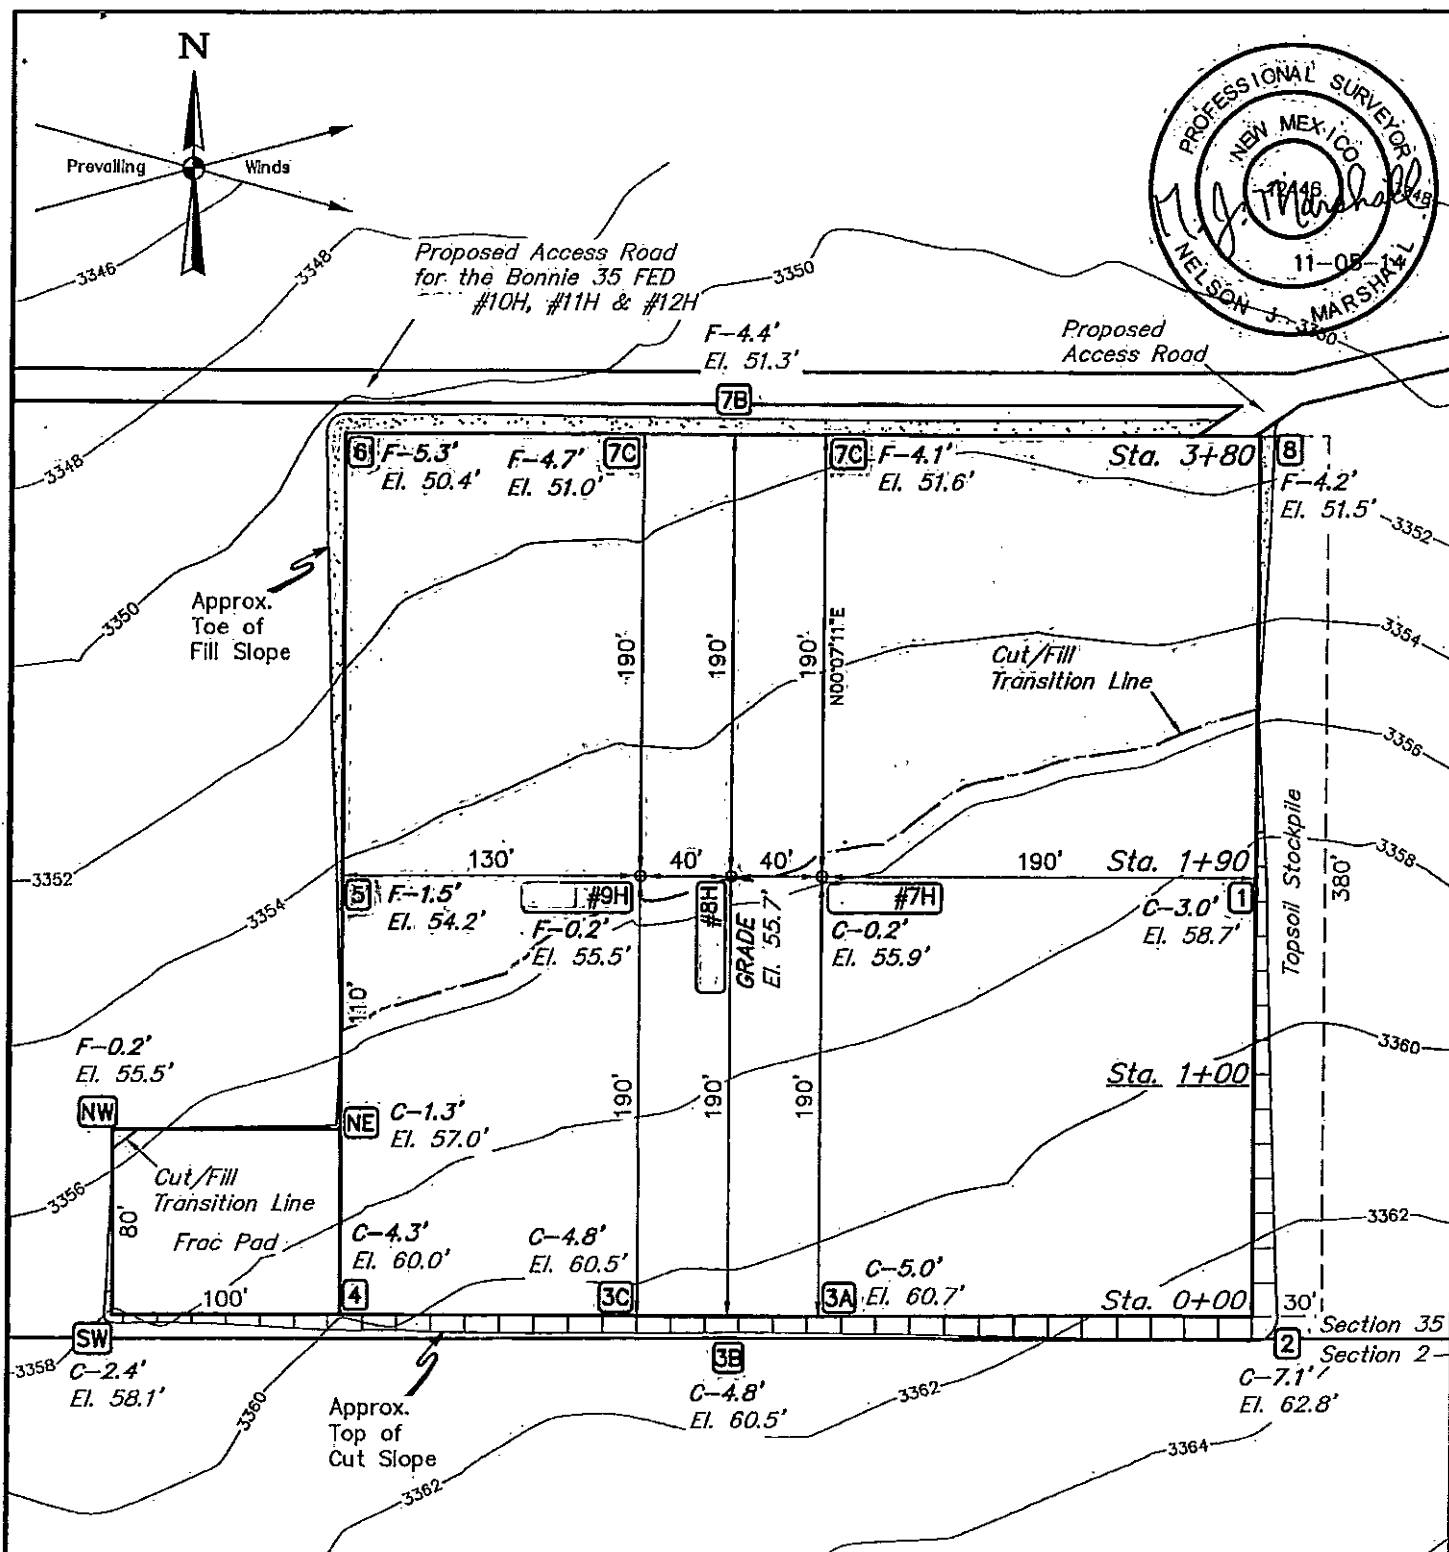 N
Prevailing Winds
PROFESSIONAL SURVEYOR
NEW MEXICO
12446
N. J. Marshall
11-05-14
NELSON J. MARSHALL
3348
3346
3348
3350
3350
Proposed Access Road
for the Bonnie 35 FED
#10H, #11H & #12H
Proposed
Access Road
F-4.4'
El. 51.3'
7B
6
F-5.3'
El. 50.4'
F-4.7'
El. 51.0'
7C
7C
F-4.1'
El. 51.6'
Sta. 3+80
8
F-4.2'
El. 51.5'
3348
3352
3350
3354
Approx.
Toe of
Fill Slope
190'
190'
190'
N00°07'11"E
Cut/Fill
Transition Line
3356
Topsoil Stockpile
380'
3358
3352
3354
130'
40'
40'
190'
Sta. 1+90
5
F-1.5'
El. 54.2'
#9H
F-0.2'
El. 55.5'
#8H
GRADE
El. 55.7'
#7H
C-0.2'
El. 55.9'
C-3.0'
El. 58.7'
1
110'
3360
F-0.2'
El. 55.5'
NW
NE
C-1.3'
El. 57.0'
190'
190'
190'
Sta. 1+00
3356
Cut/Fill
Transition Line
80'
Frac Pad
100'
C-4.3'
El. 60.0'
4
C-4.8'
El. 60.5'
3C
3A
C-5.0'
El. 60.7'
Sta. 0+00
3362
30'
Section 35
Section 2
SW
C-2.4'
El. 58.1'
3358
3360
Approx.
Top of
Cut Slope
3B
C-4.8'
El. 60.5'
3362
2
C-7.1'
El. 62.8'
3364
3362